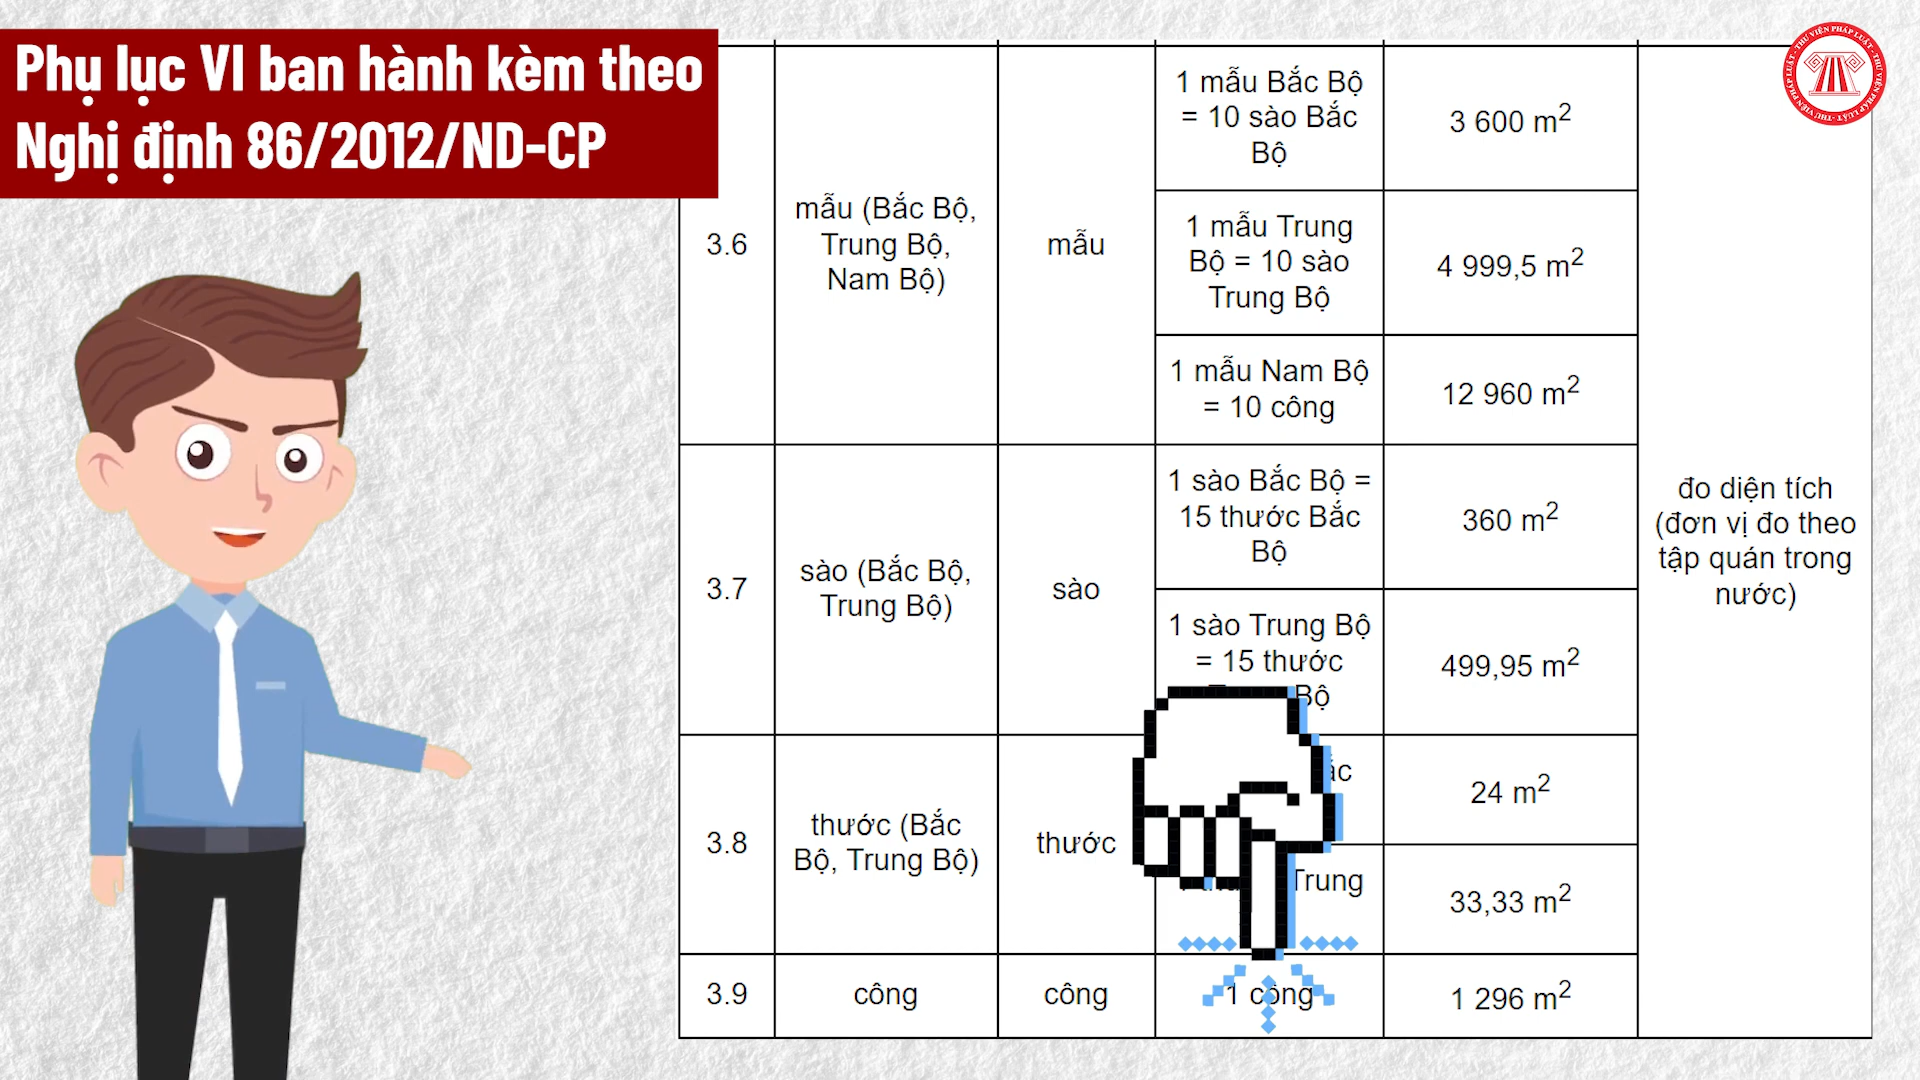 Phụ lục VI ban hành kèm theo
Nghị định 86/2012/ND-CP
THƯ VIỆN PHÁP LUẬT
3.6
mẫu (Bắc Bộ,
Trung Bộ,
Nam Bộ)
mẫu
1 mẫu Bắc Bộ
= 10 sào Bắc
Bộ
3 600 m²
1 mẫu Trung
Bộ = 10 sào
Trung Bộ
4 999,5 m²
1 mẫu Nam Bộ
= 10 công
12 960 m²
3.7
sào (Bắc Bộ,
Trung Bộ)
sào
1 sào Bắc Bộ =
15 thước Bắc
Bộ
360 m²
1 sào Trung Bộ
= 15 thước
Bộ
499,95 m²
3.8
thước (Bắc
Bộ, Trung Bộ)
thước
24 m²
Trung
33,33 m²
3.9
công
công
1 công
1 296 m²
đo diện tích
(đơn vị đo theo
tập quán trong
nước)